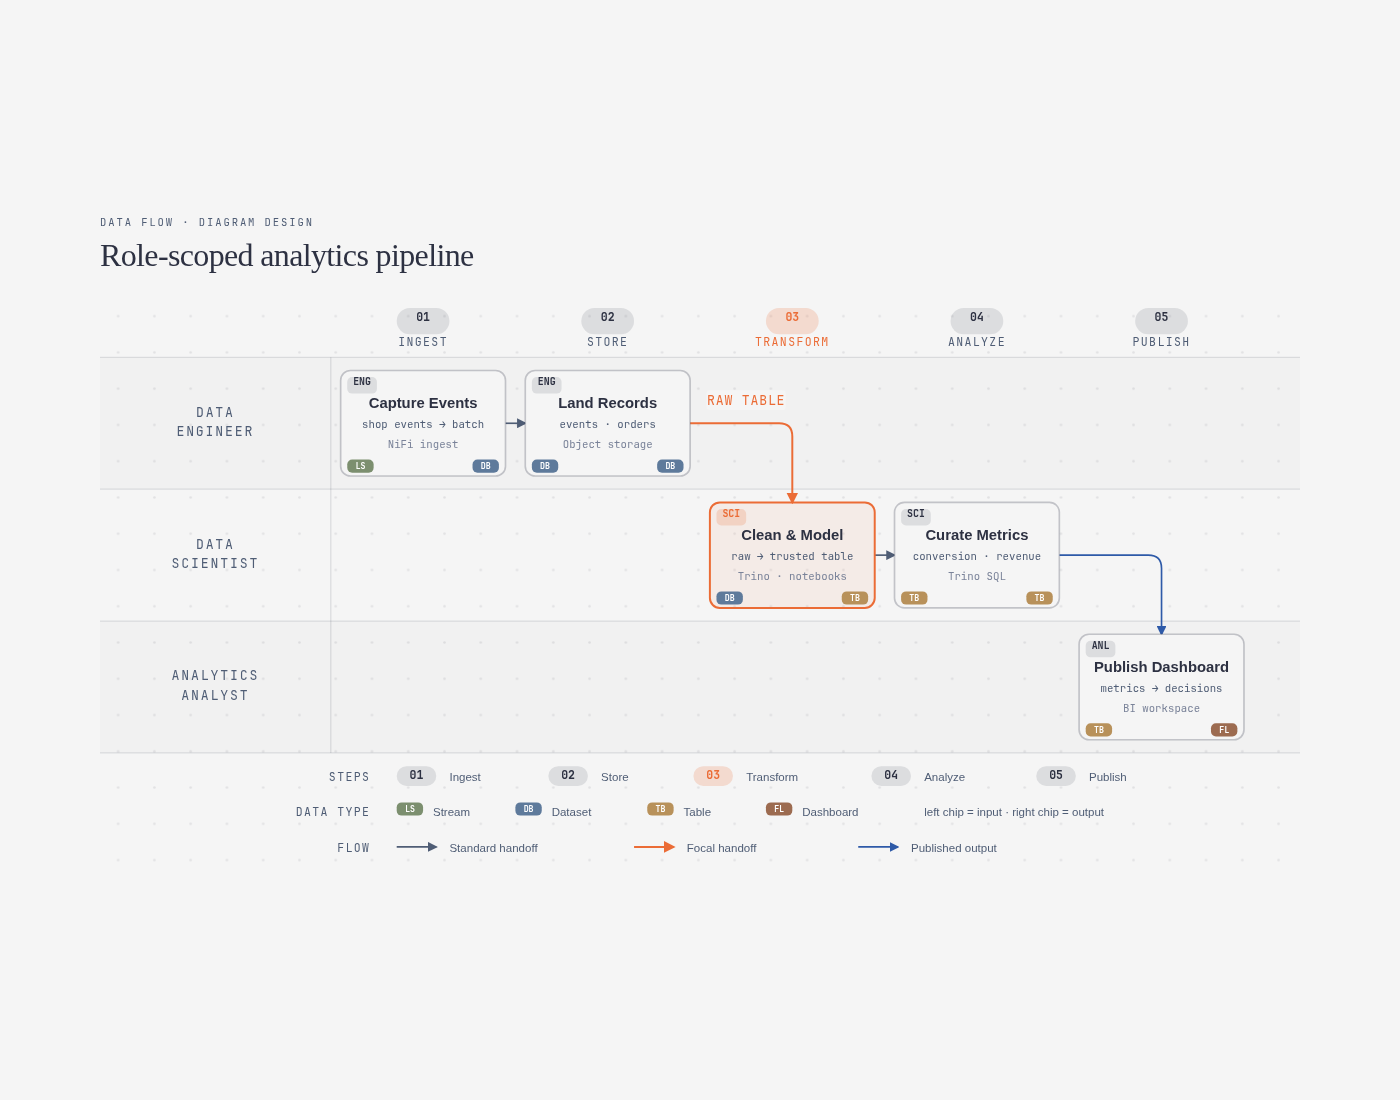 DATA FLOW · DIAGRAM DESIGN
Role-scoped analytics pipeline
01
INGEST
02
STORE
03
TRANSFORM
04
ANALYZE
05
PUBLISH
DATA
ENGINEER
ENG
Capture Events
shop events → batch
NiFi ingest
LS
DB
ENG
Land Records
events · orders
Object storage
DB
DB
RAW TABLE
DATA
SCIENTIST
SCI
Clean & Model
raw → trusted table
Trino · notebooks
DB
TB
SCI
Curate Metrics
conversion · revenue
Trino SQL
TB
TB
ANALYTICS
ANALYST
ANL
Publish Dashboard
metrics → decisions
BI workspace
TB
FL
STEPS 01 Ingest 02 Store 03 Transform 04 Analyze 05 Publish
DATA TYPE LS Stream DB Dataset TB Table FL Dashboard left chip = input · right chip = output
FLOW Standard handoff Focal handoff Published output